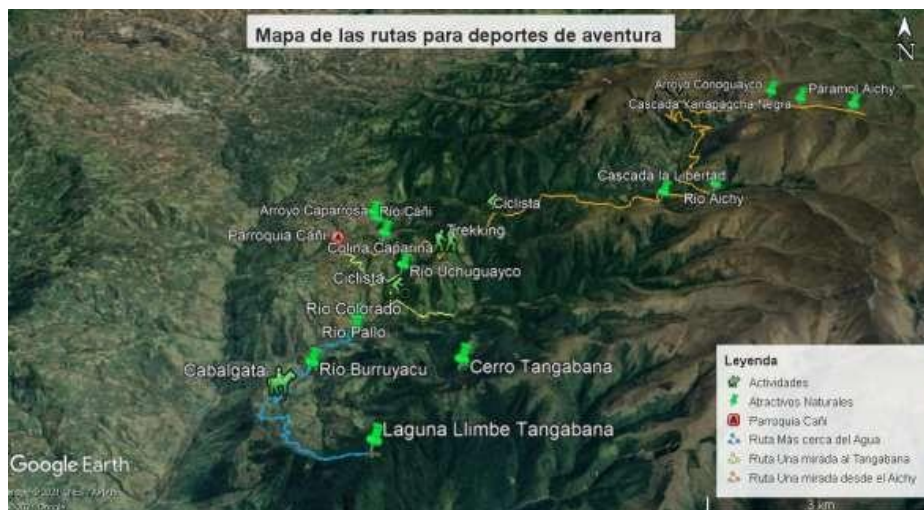 Mapa de las rutas para deportes de aventura
N
Arroyo Conoguayco
Paramol Aichy
Cascada Yanapagcha Negra
Cascada la Libertad
Rio Aichy
Ciclista
Arroyo Caparrosa
Río Cañi
Parroquia Cañi
Trekking
Colina Caparina
Rio Uchuguayco
Ciclista
Rio Colorado
Rio Pallo
Cabalgata
Rio Burruyacu
Cerro Tangabana
Laguna Llimbe Tangabana
Leyenda
Actividades
Atractivos Naturales
Parroquia Cañi
Ruta Más cerca del Agua
Ruta Una mirada al Tangabana
Ruta Una mirada desde el Aichy
Google Earth
3 km